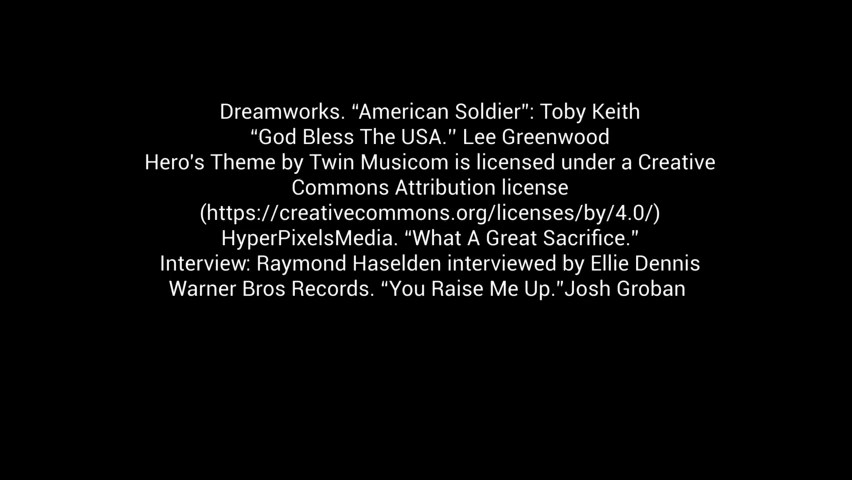 Dreamworks. “American Soldier”: Toby Keith
“God Bless The USA.’’ Lee Greenwood
Hero's Theme by Twin Musicom is licensed under a Creative
Commons Attribution license
(https://creativecommons.org/licenses/by/4.0/)
HyperPixelsMedia. “What A Great Sacrifice.”
Interview: Raymond Haselden interviewed by Ellie Dennis
Warner Bros Records. “You Raise Me Up.”Josh Groban